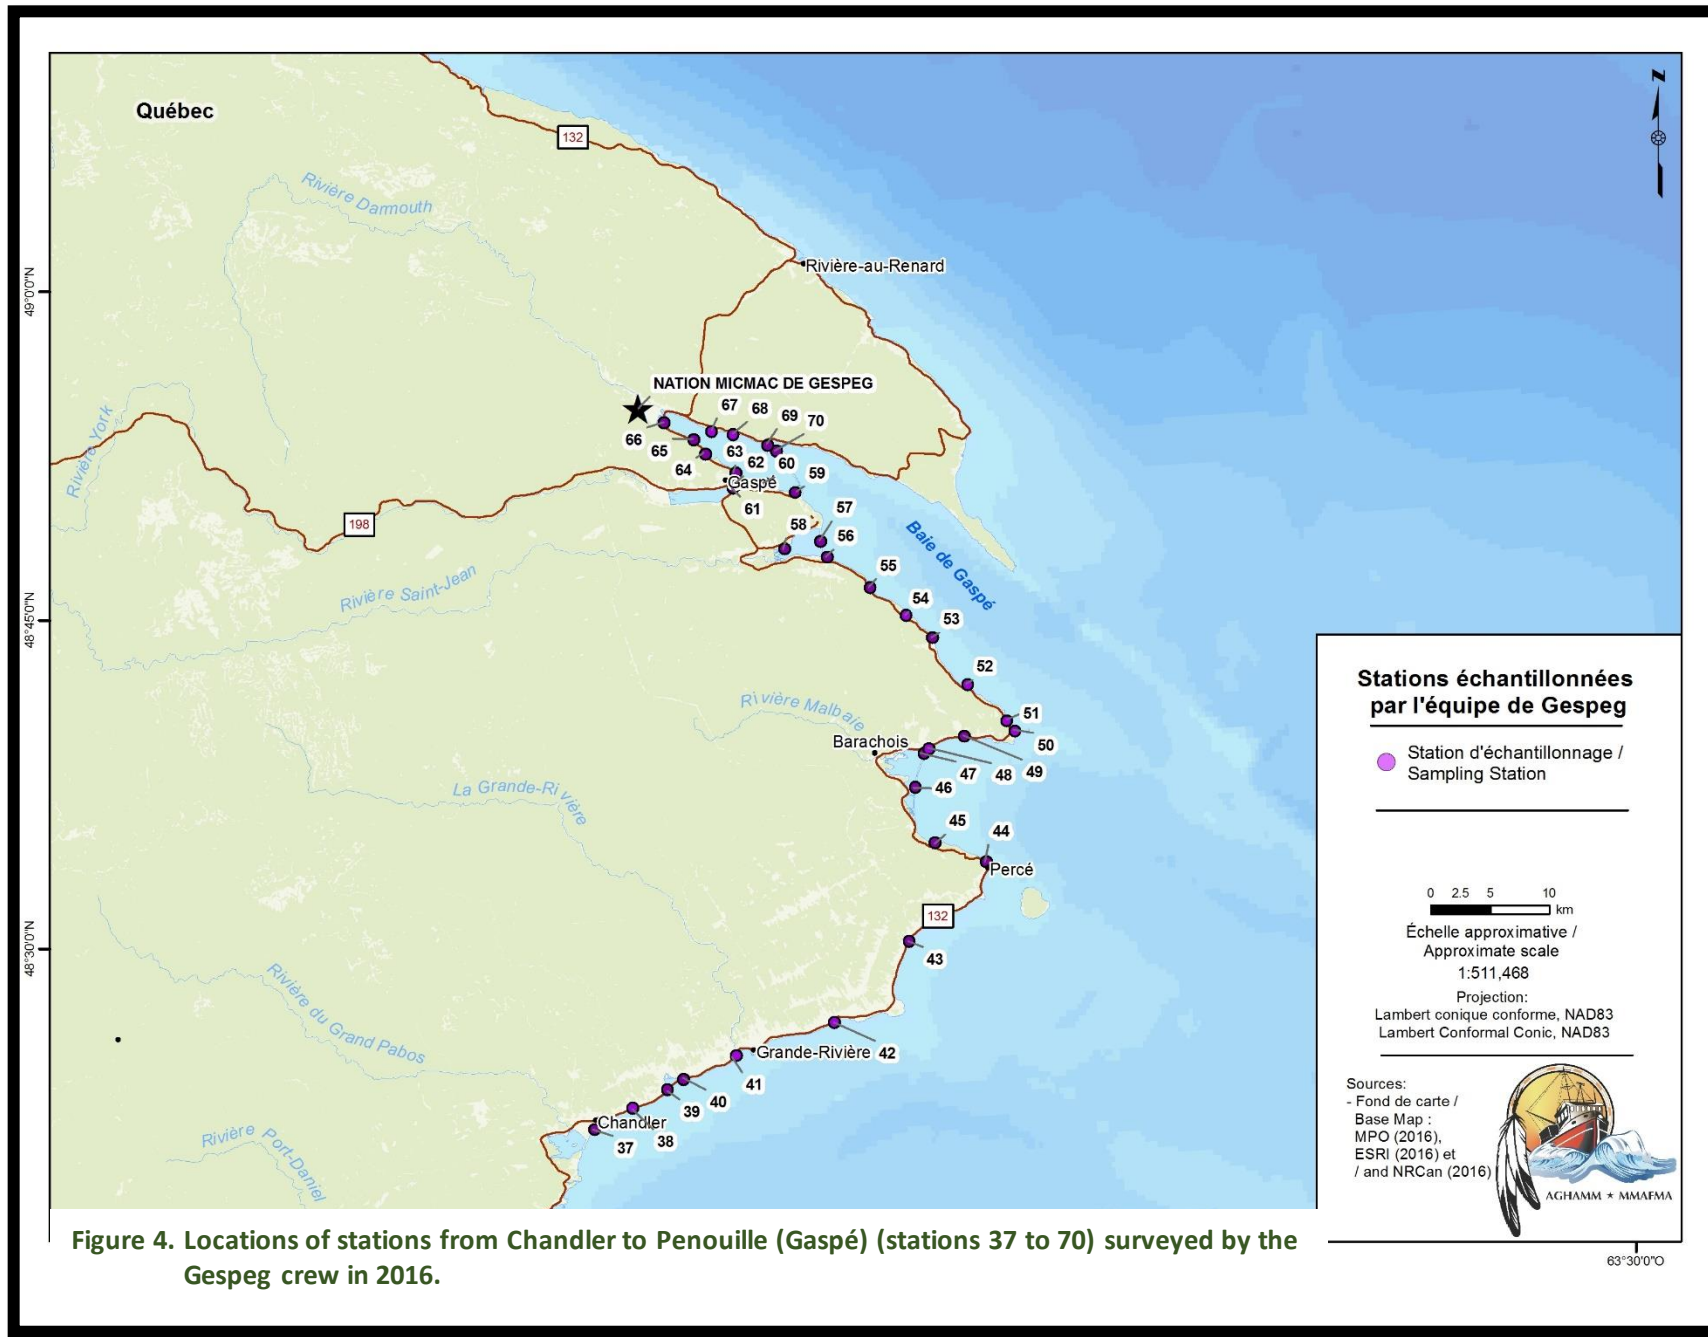 Québec
132
Rivière Darmouth
Rivière-au-Renard
49°0'0"N
NATION MICMAC DE GESPEG
67
68
69
70
66
65
64
63
62
60
59
Gaspé
61
Rivière York
198
57
58
56
Baie de Gaspé
55
Rivière Saint-Jean
54
53
48°45'0"N
52
51
Rivière Malbaie
50
Barachois
49
48
47
46
La Grande-Rivière
45
44
Percé
132
48°30'0"N
43
Rivière du Grand Pabos
Grande-Rivière
42
41
40
39
Chandler
38
37
Rivière Port-Daniel
Stations échantillonnées
par l'équipe de Gespeg
Station d'échantillonnage /
Sampling Station
0 2.5 5 10
km
Échelle approximative /
Approximate scale
1:511,468
Projection:
Lambert conique conforme, NAD83
Lambert Conformal Conic, NAD83
Sources:
- Fond de carte /
Base Map :
MPO (2016),
ESRI (2016) et
/ and NRCan (2016)
AGHAMM ★ MMAFMA
63°30'0"O
Figure 4. Locations of stations from Chandler to Penouille (Gaspé) (stations 37 to 70) surveyed by the
Gespeg crew in 2016.
z